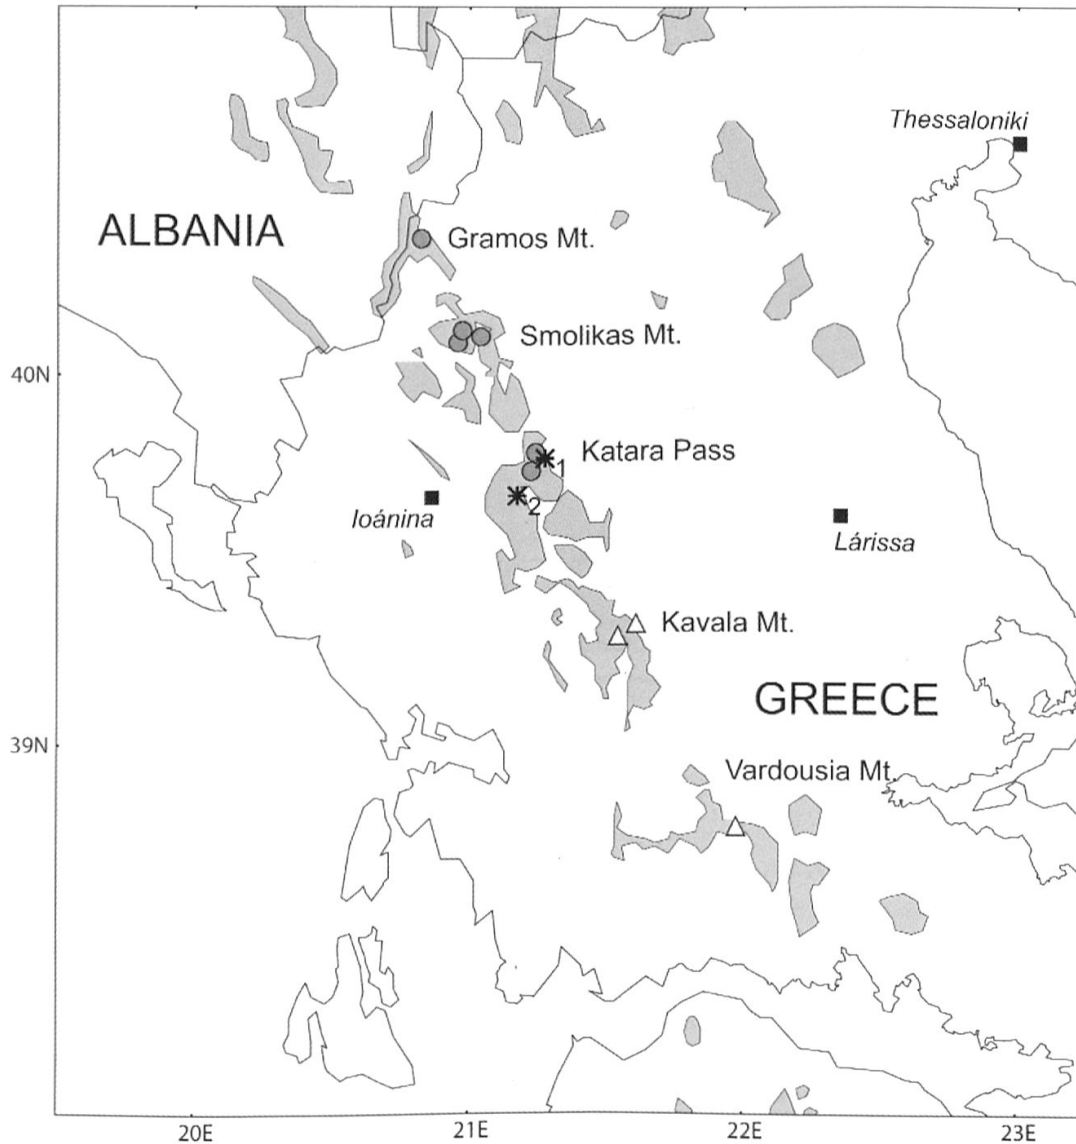 Thessaloniki
ALBANIA
Gramos Mt.
Smolikas Mt.
40N
Katara Pass
1
2
Ioánina
Lárissa
Kavala Mt.
GREECE
39N
Vardousia Mt.
20E
21E
22E
23E